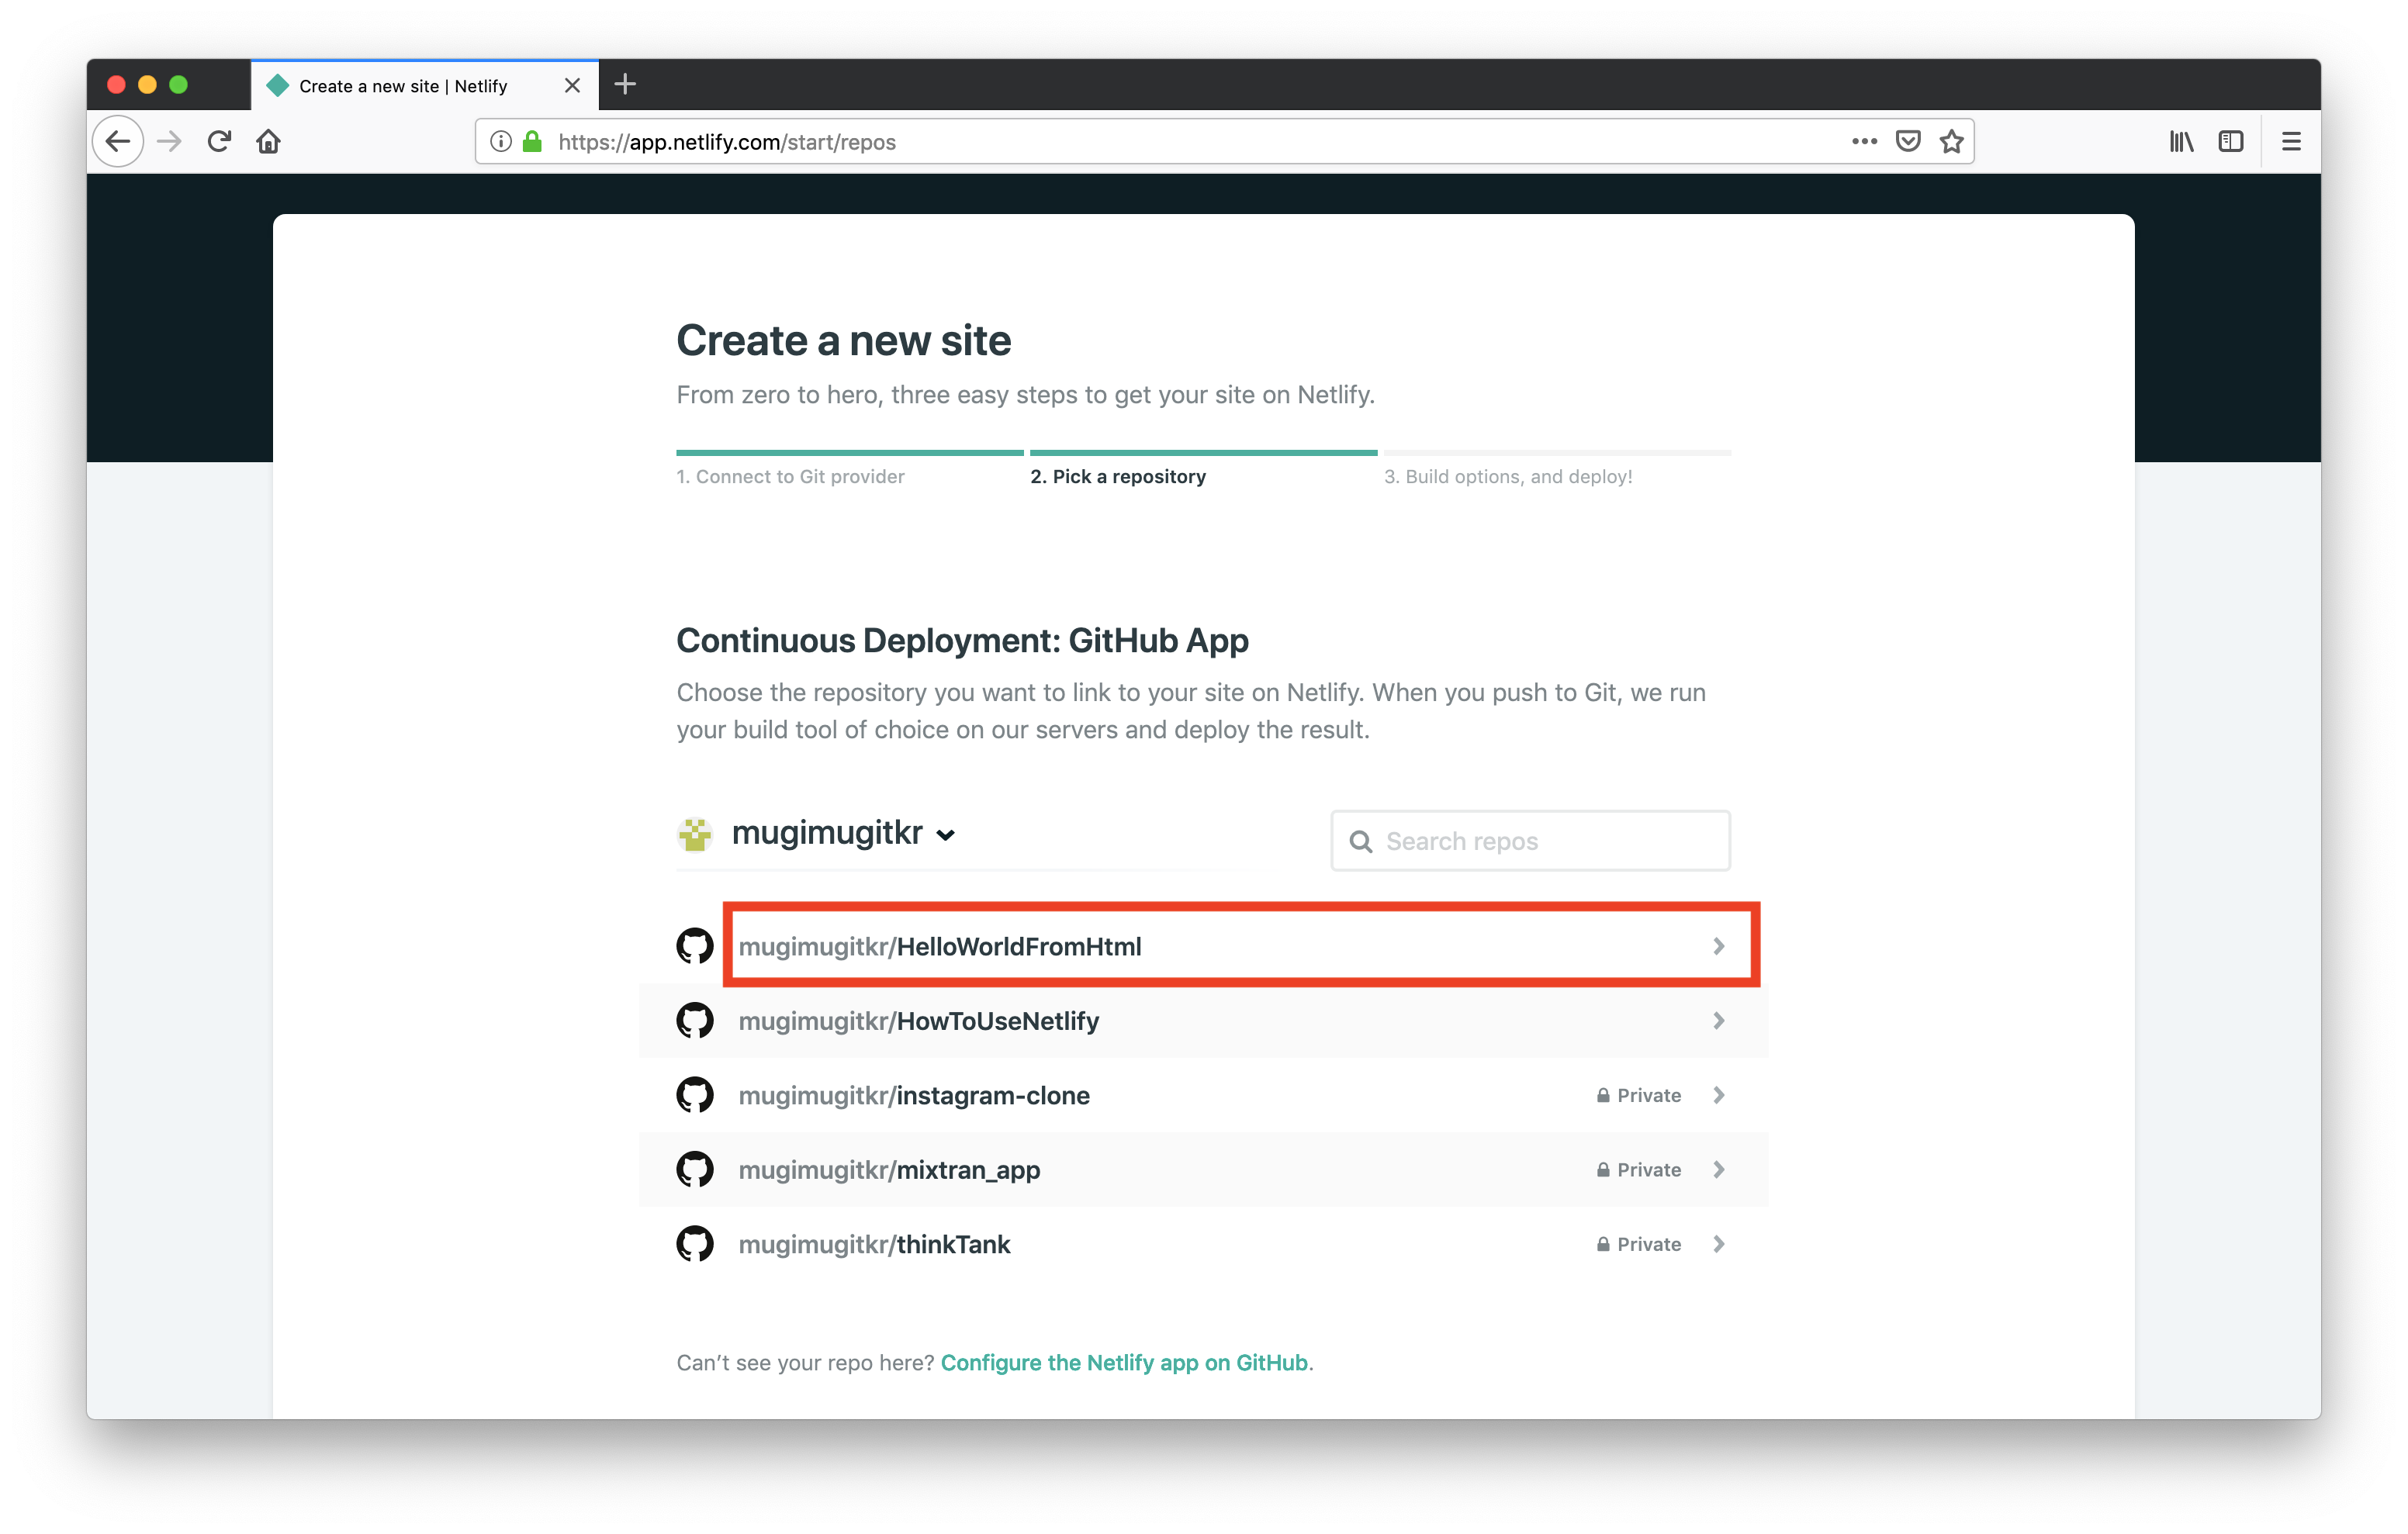 Create a new site | Netlify
https://app.netlify.com/start/repos
Create a new site
From zero to hero, three easy steps to get your site on Netlify.
1. Connect to Git provider
2. Pick a repository
3. Build options, and deploy!
Continuous Deployment: GitHub App
Choose the repository you want to link to your site on Netlify. When you push to Git, we run
your build tool of choice on our servers and deploy the result.
mugimugitkr
Search repos
mugimugitkr/HelloWorldFromHtml
mugimugitkr/HowToUseNetlify
mugimugitkr/instagram-clone Private
mugimugitkr/mixtran_app Private
mugimugitkr/thinkTank Private
Can’t see your repo here? Configure the Netlify app on GitHub.